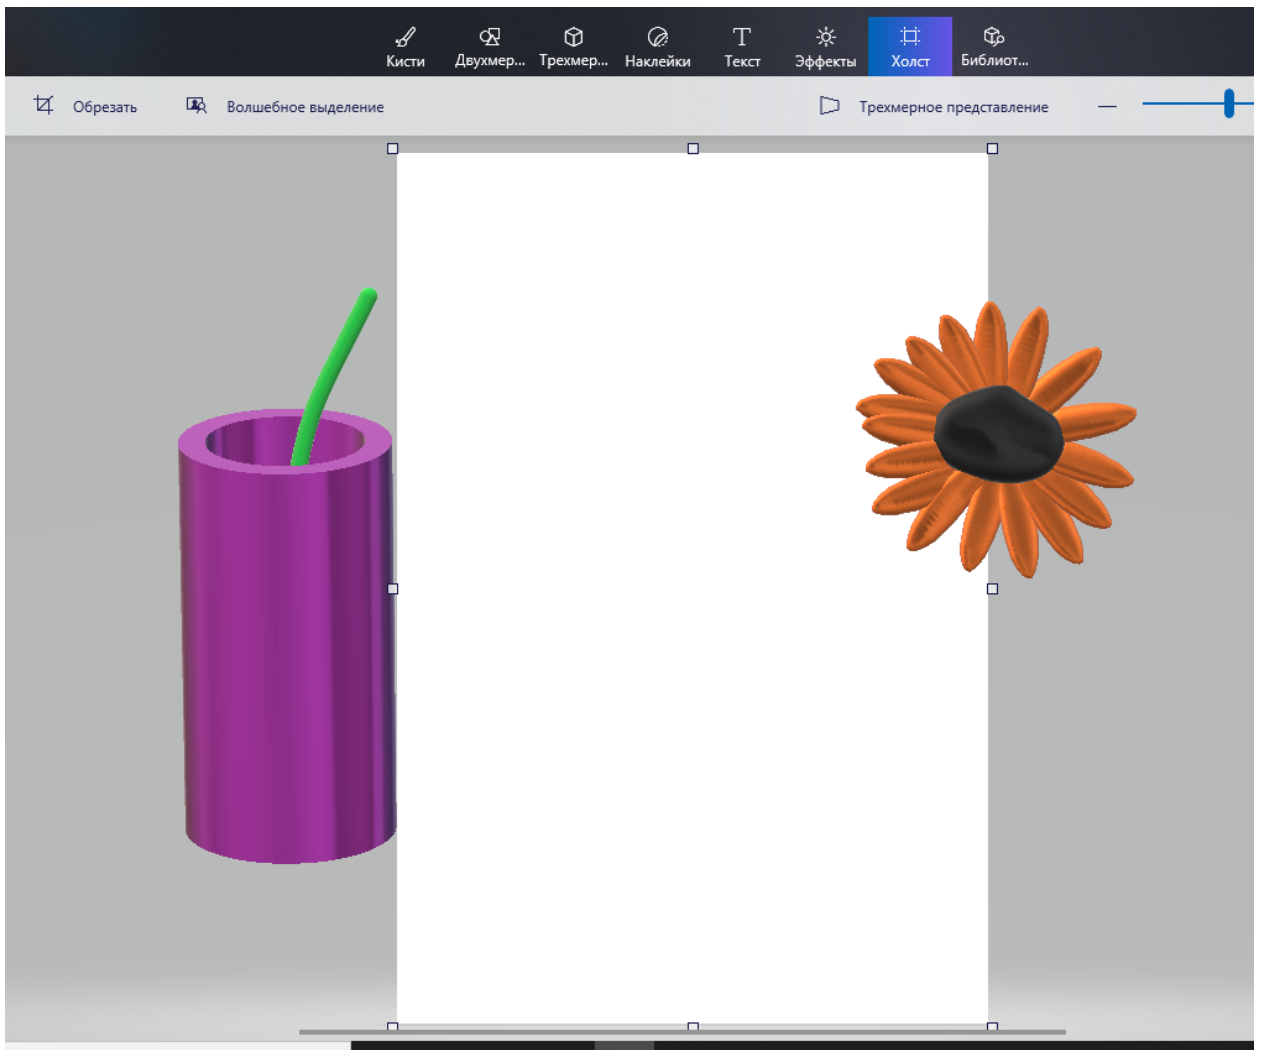 Кисти
Двухмер...
Трехмер...
Наклейки
Текст
Эффекты
Холст
Библиот...
Обрезать
Волшебное выделение
Трехмерное представление